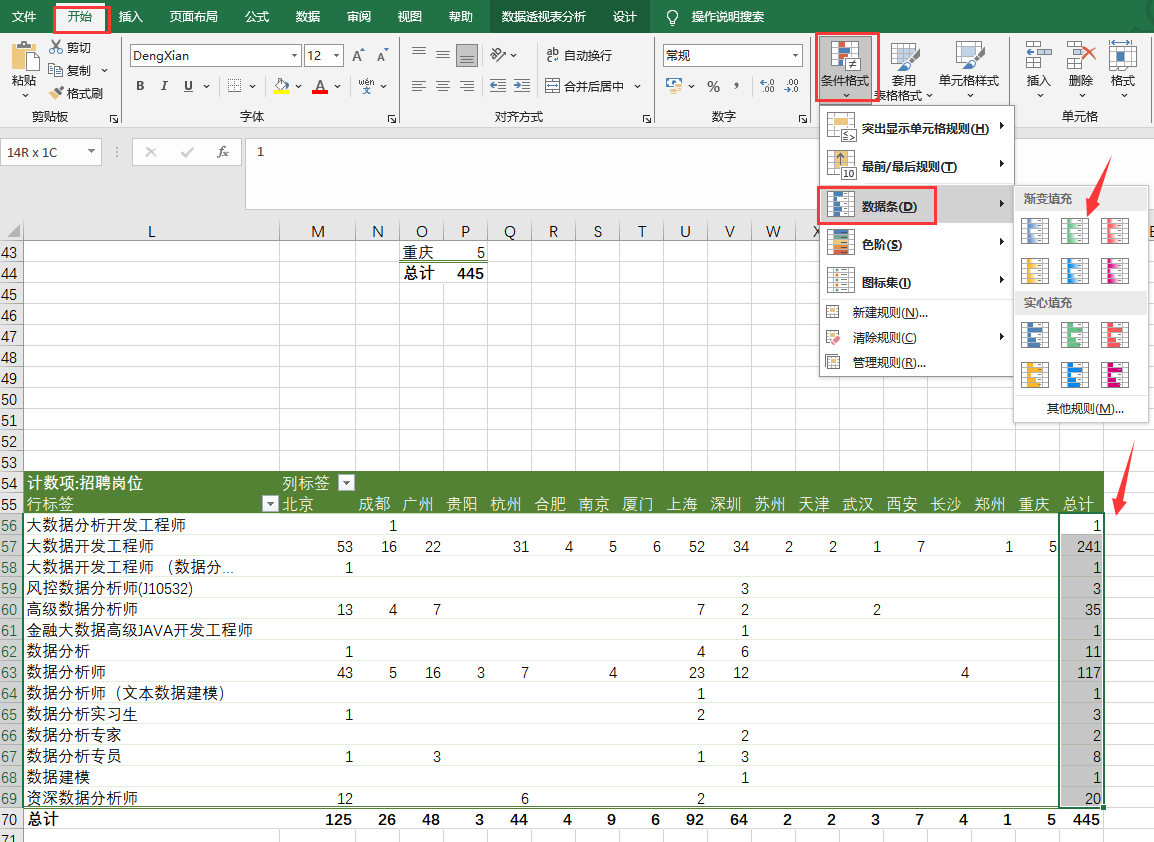 文件 开始 插入 页面布局 公式 数据 审阅 视图 帮助 数据透视表分析 设计 操作说明搜索
粘贴
剪切
复制
格式刷
剪贴板
DengXian 12 A A
B I U A wén 文
字体
ab 自动换行
合并后居中
对齐方式
常规
% ,
数字
条件格式
套用
表格格式
单元格样式
插入
删除
格式
单元格
突出显示单元格规则(H)
最前/最后规则(T)
10
数据条(D)
色阶(S)
图标集(I)
新建规则(N)...
清除规则(C)
管理规则(R)...
渐变填充
实心填充
其他规则(M)...
14R x 1C fx 1
L M N O P Q R S T U V W X
43 重庆 5
44 总计 445
45
46
47
48
49
50
51
52
53
54 计数项:招聘岗位 列标签
55 行标签 北京 成都 广州 贵阳 杭州 合肥 南京 厦门 上海 深圳 苏州 天津 武汉 西安 长沙 郑州 重庆 总计
56 大数据分析开发工程师 1 1
57 大数据开发工程师 53 16 22 31 4 5 6 52 34 2 2 1 7 1 5 241
58 大数据开发工程师 （数据分... 1 1
59 风控数据分析师(J10532) 3 3
60 高级数据分析师 13 4 7 7 2 2 35
61 金融大数据高级JAVA开发工程师 1 1
62 数据分析 1 4 6 11
63 数据分析师 43 5 16 3 7 4 23 12 4 117
64 数据分析师（文本数据建模） 1 1
65 数据分析实习生 1 2 3
66 数据分析专家 2 2
67 数据分析专员 1 3 1 3 8
68 数据建模 1 1
69 资深数据分析师 12 6 2 20
70 总计 125 26 48 3 44 4 9 6 92 64 2 2 3 7 4 1 5 445
71